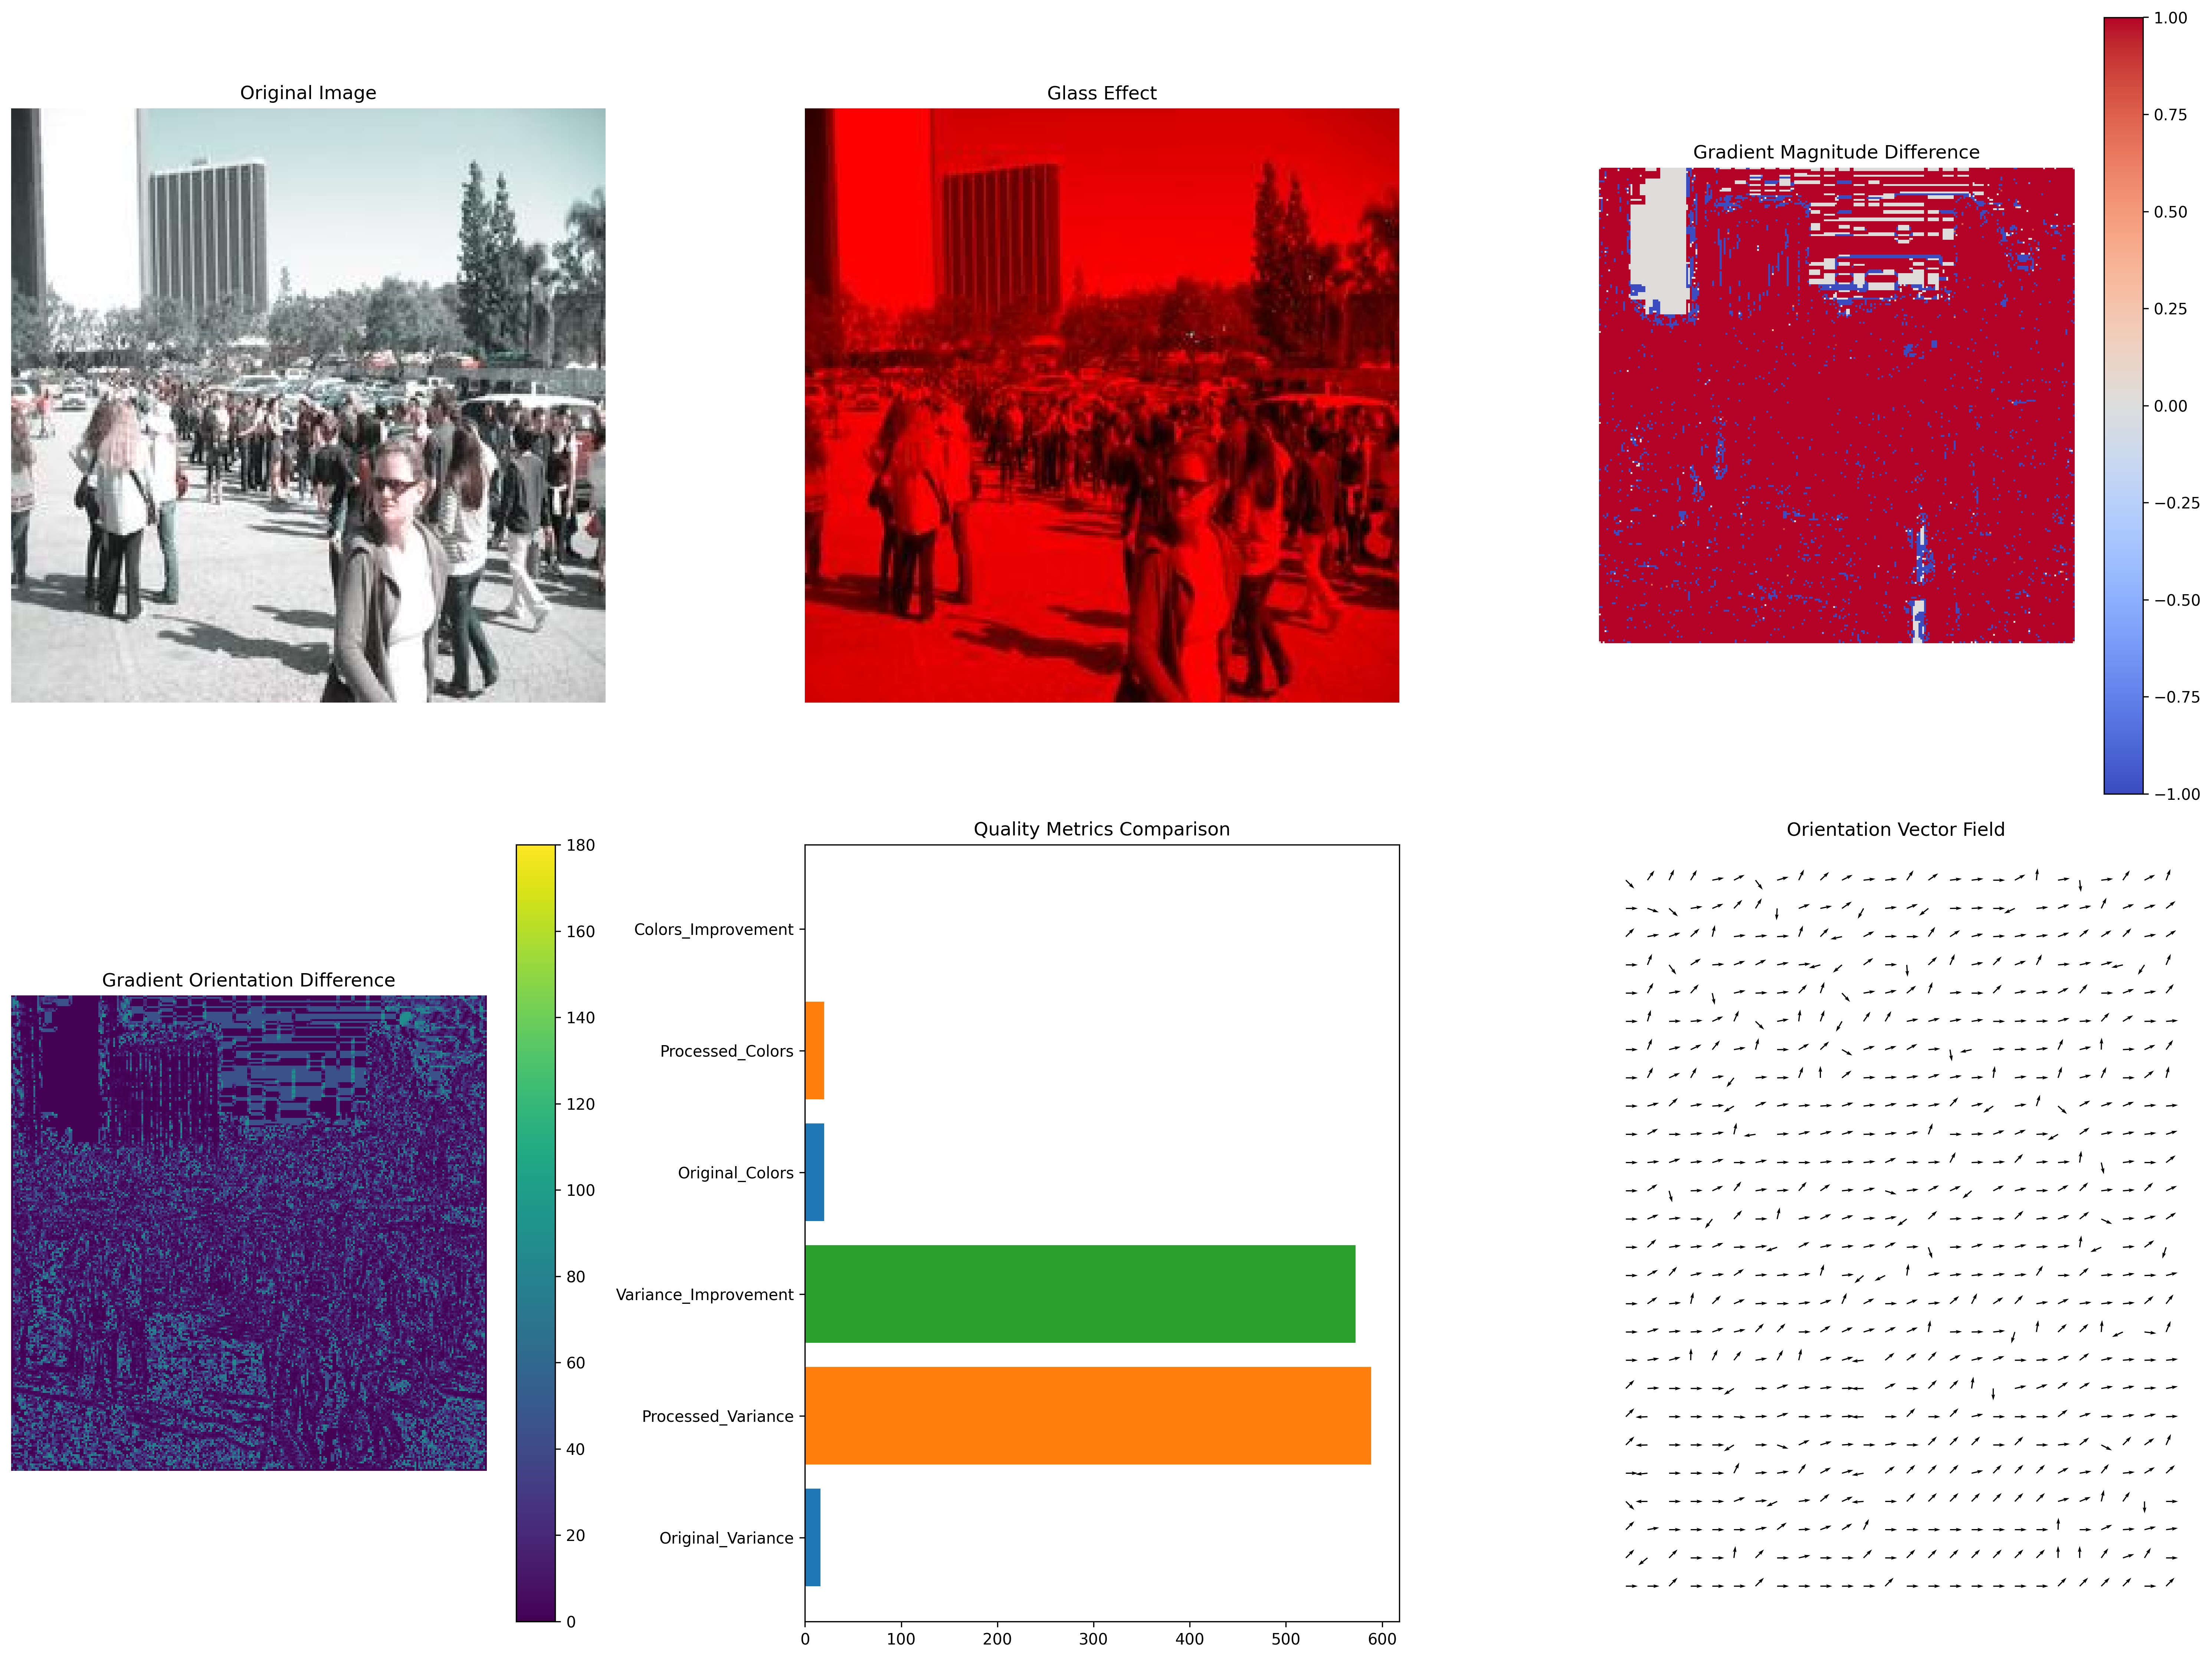 Original Image
Glass Effect
Gradient Magnitude Difference
1.00
0.75
0.50
0.25
0.00
−0.25
−0.50
−0.75
−1.00
Gradient Orientation Difference
180
160
140
120
100
80
60
40
20
0
Quality Metrics Comparison
Colors_Improvement
Processed_Colors
Original_Colors
Variance_Improvement
Processed_Variance
Original_Variance
0 100 200 300 400 500 600
Orientation Vector Field